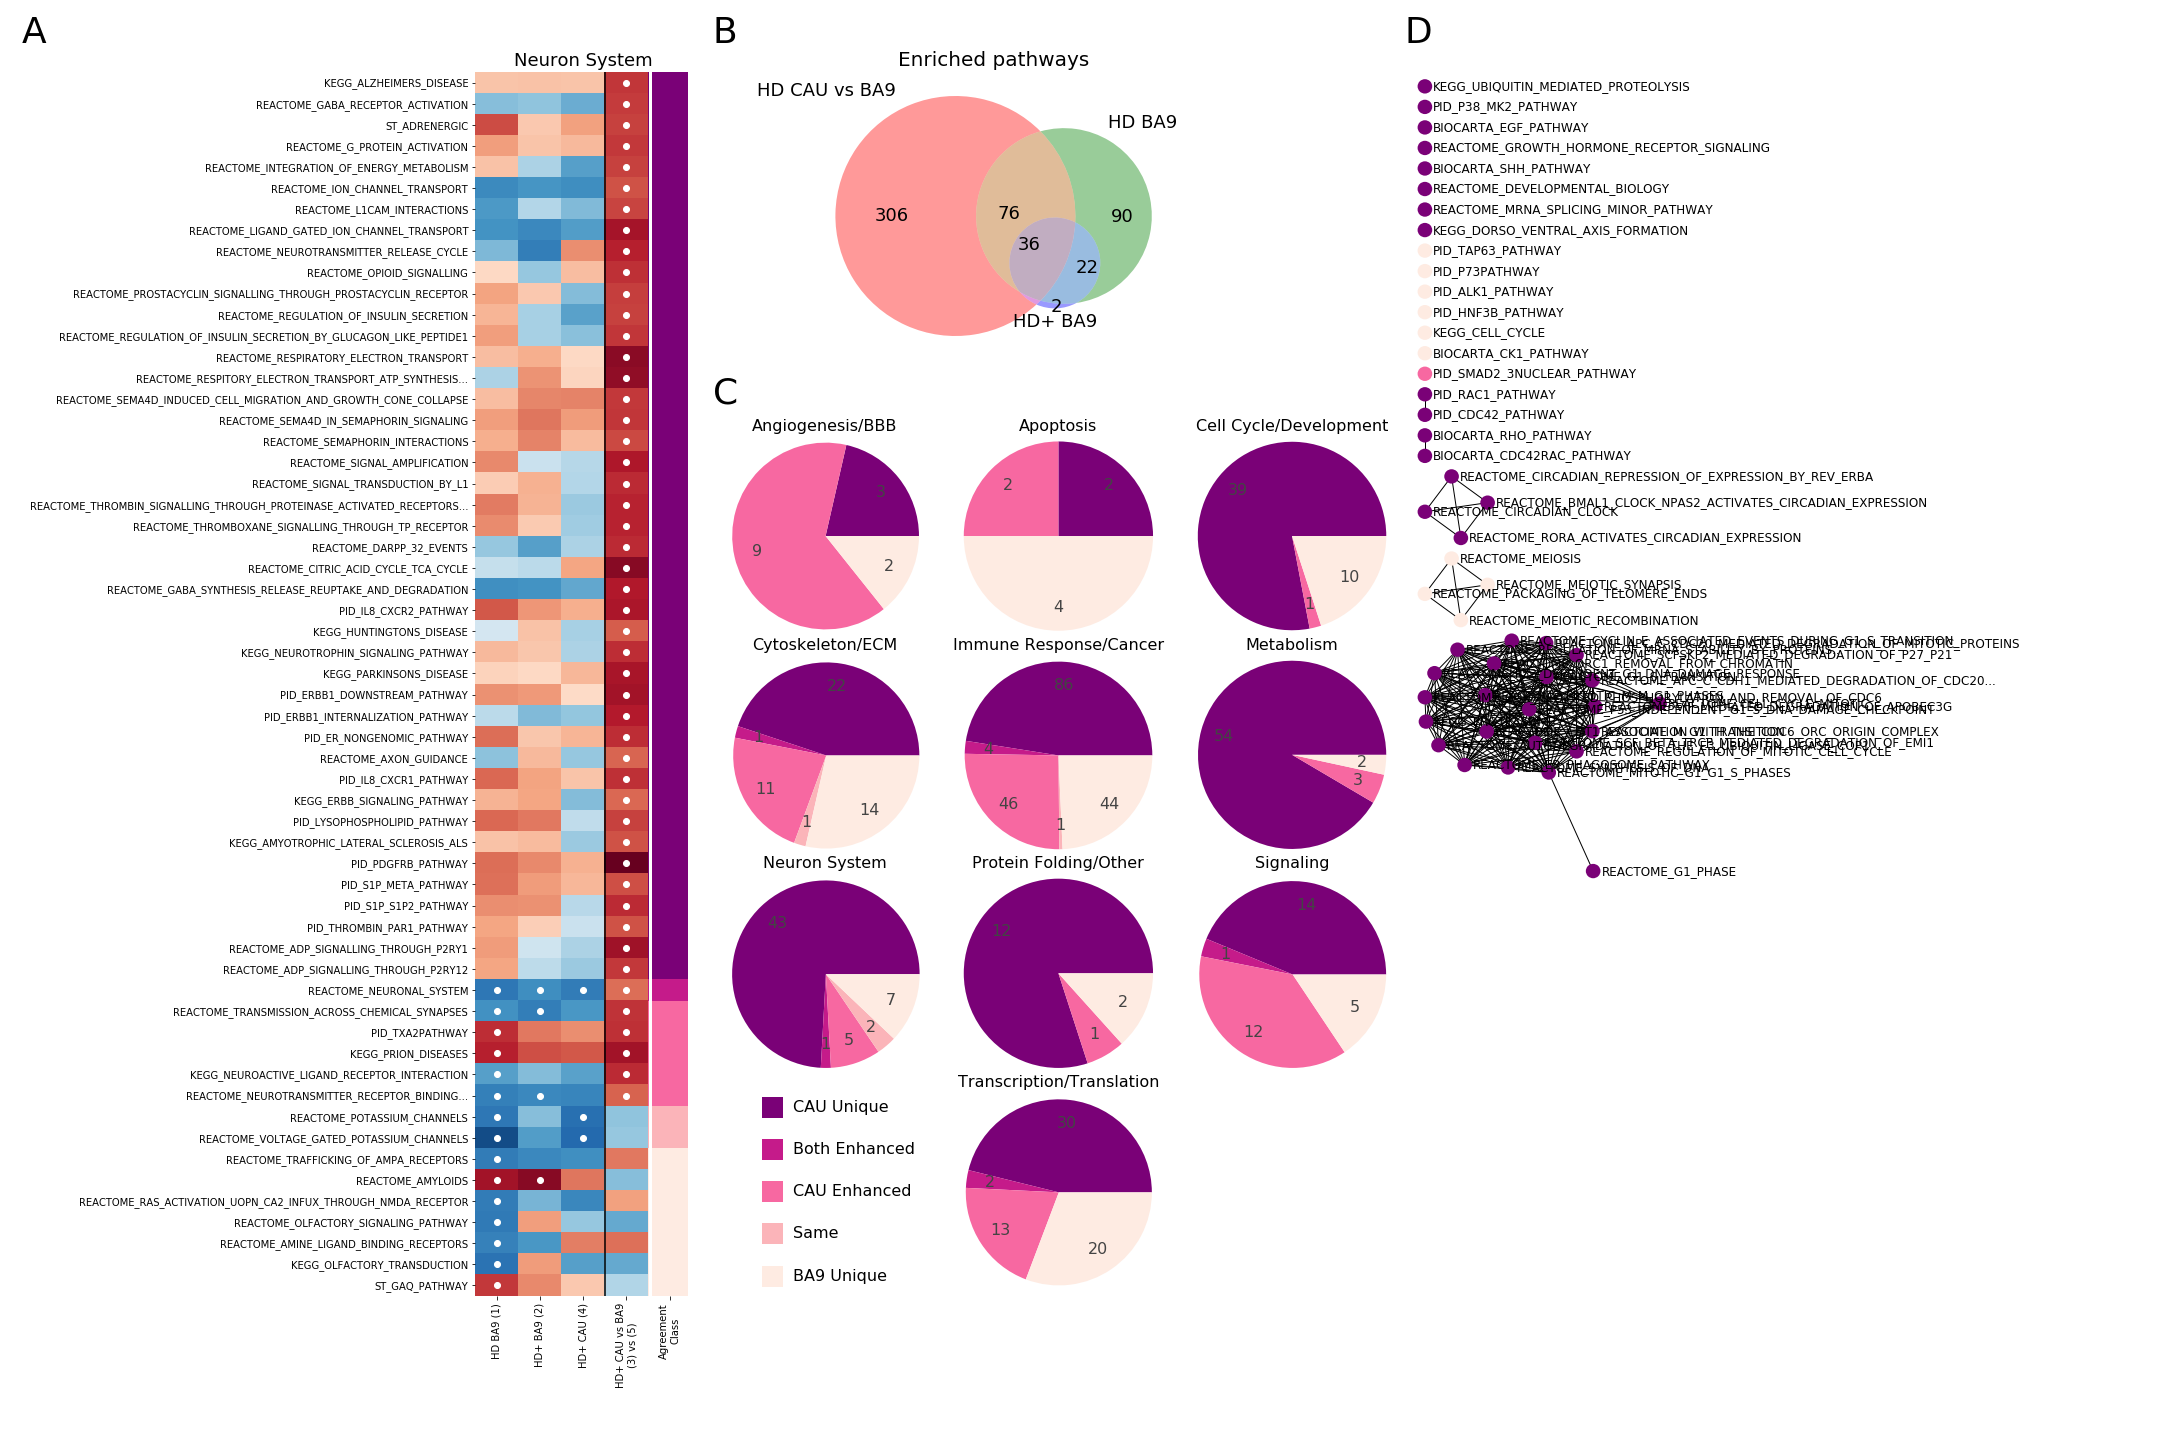 A
Neuron System
KEGG_ALZHEIMERS_DISEASE
REACTOME_GABA_RECEPTOR_ACTIVATION
ST_ADRENERGIC
REACTOME_G_PROTEIN_ACTIVATION
REACTOME_INTEGRATION_OF_ENERGY_METABOLISM
REACTOME_ION_CHANNEL_TRANSPORT
REACTOME_L1CAM_INTERACTIONS
REACTOME_LIGAND_GATED_ION_CHANNEL_TRANSPORT
REACTOME_NEUROTRANSMITTER_RELEASE_CYCLE
REACTOME_OPIOID_SIGNALLING
REACTOME_PROSTACYCLIN_SIGNALLING_THROUGH_PROSTACYCLIN_RECEPTOR
REACTOME_REGULATION_OF_INSULIN_SECRETION
REACTOME_REGULATION_OF_INSULIN_SECRETION_BY_GLUCAGON_LIKE_PEPTIDE1
REACTOME_RESPIRATORY_ELECTRON_TRANSPORT
REACTOME_RESPITORY_ELECTRON_TRANSPORT_ATP_SYNTHESIS...
REACTOME_SEMA4D_INDUCED_CELL_MIGRATION_AND_GROWTH_CONE_COLLAPSE
REACTOME_SEMA4D_IN_SEMAPHORIN_SIGNALING
REACTOME_SEMAPHORIN_INTERACTIONS
REACTOME_SIGNAL_AMPLIFICATION
REACTOME_SIGNAL_TRANSDUCTION_BY_L1
REACTOME_THROMBIN_SIGNALLING_THROUGH_PROTEINASE_ACTIVATED_RECEPTORS...
REACTOME_THROMBOXANE_SIGNALLING_THROUGH_TP_RECEPTOR
REACTOME_DARPP_32_EVENTS
REACTOME_CITRIC_ACID_CYCLE_TCA_CYCLE
REACTOME_GABA_SYNTHESIS_RELEASE_REUPTAKE_AND_DEGRADATION
PID_IL8_CXCR2_PATHWAY
KEGG_HUNTINGTONS_DISEASE
KEGG_NEUROTROPHIN_SIGNALING_PATHWAY
KEGG_PARKINSONS_DISEASE
PID_ERBB1_DOWNSTREAM_PATHWAY
PID_ERBB1_INTERNALIZATION_PATHWAY
PID_ER_NONGENOMIC_PATHWAY
REACTOME_AXON_GUIDANCE
PID_IL8_CXCR1_PATHWAY
KEGG_ERBB_SIGNALING_PATHWAY
PID_LYSOPHOSPHOLIPID_PATHWAY
KEGG_AMYOTROPHIC_LATERAL_SCLEROSIS_ALS
PID_PDGFRB_PATHWAY
PID_S1P_META_PATHWAY
PID_S1P_S1P2_PATHWAY
PID_THROMBIN_PAR1_PATHWAY
REACTOME_ADP_SIGNALLING_THROUGH_P2RY1
REACTOME_ADP_SIGNALLING_THROUGH_P2RY12
REACTOME_NEURONAL_SYSTEM
REACTOME_TRANSMISSION_ACROSS_CHEMICAL_SYNAPSES
PID_TXA2PATHWAY
KEGG_PRION_DISEASES
KEGG_NEUROACTIVE_LIGAND_RECEPTOR_INTERACTION
REACTOME_NEUROTRANSMITTER_RECEPTOR_BINDING...
REACTOME_POTASSIUM_CHANNELS
REACTOME_VOLTAGE_GATED_POTASSIUM_CHANNELS
REACTOME_TRAFFICKING_OF_AMPA_RECEPTORS
REACTOME_AMYLOIDS
REACTOME_RAS_ACTIVATION_UOPN_CA2_INFUX_THROUGH_NMDA_RECEPTOR
REACTOME_OLFACTORY_SIGNALING_PATHWAY
REACTOME_AMINE_LIGAND_BINDING_RECEPTORS
KEGG_OLFACTORY_TRANSDUCTION
ST_GAQ_PATHWAY
HD BA9 (1)
HD+ BA9 (2)
HD+ CAU (4)
HD+ CAU vs BA9
(3) vs (5)
Agreement
Class
B
Enriched pathways
HD CAU vs BA9
HD BA9
306
76
90
36
22
2
HD+ BA9
C
Angiogenesis/BBB
3
9
2
Apoptosis
2
2
4
Cell Cycle/Development
39
1
10
Cytoskeleton/ECM
22
1
11
1
14
Immune Response/Cancer
86
4
46
1
44
Metabolism
54
2
3
Neuron System
43
1
5
2
7
Protein Folding/Other
12
1
2
Signaling
14
1
12
5
Transcription/Translation
30
2
13
20
CAU Unique
Both Enhanced
CAU Enhanced
Same
BA9 Unique
D
KEGG_UBIQUITIN_MEDIATED_PROTEOLYSIS
PID_P38_MK2_PATHWAY
BIOCARTA_EGF_PATHWAY
REACTOME_GROWTH_HORMONE_RECEPTOR_SIGNALING
BIOCARTA_SHH_PATHWAY
REACTOME_DEVELOPMENTAL_BIOLOGY
REACTOME_MRNA_SPLICING_MINOR_PATHWAY
KEGG_DORSO_VENTRAL_AXIS_FORMATION
PID_TAP63_PATHWAY
PID_P73PATHWAY
PID_ALK1_PATHWAY
PID_HNF3B_PATHWAY
KEGG_CELL_CYCLE
BIOCARTA_CK1_PATHWAY
PID_SMAD2_3NUCLEAR_PATHWAY
PID_RAC1_PATHWAY
PID_CDC42_PATHWAY
BIOCARTA_RHO_PATHWAY
BIOCARTA_CDC42RAC_PATHWAY
REACTOME_CIRCADIAN_REPRESSION_OF_EXPRESSION_BY_REV_ERBA
REACTOME_BMAL1_CLOCK_NPAS2_ACTIVATES_CIRCADIAN_EXPRESSION
REACTOME_CIRCADIAN_CLOCK
REACTOME_RORA_ACTIVATES_CIRCADIAN_EXPRESSION
REACTOME_MEIOSIS
REACTOME_MEIOTIC_SYNAPSIS
REACTOME_PACKAGING_OF_TELOMERE_ENDS
REACTOME_MEIOTIC_RECOMBINATION
REACTOME_CYCLIN_E_ASSOCIATED_EVENTS_DURING_G1_S_TRANSITION
REACTOME_SCFSKP2_MEDIATED_DEGRADATION_OF_P27_P21
REACTOME_APC_C_CDH1_MEDIATED_DEGRADATION_OF_CDC20...
REACTOME_REGULATION_OF_MITOTIC_CELL_CYCLE
REACTOME_MITOTIC_G1_G1_S_PHASES
REACTOME_G1_PHASE